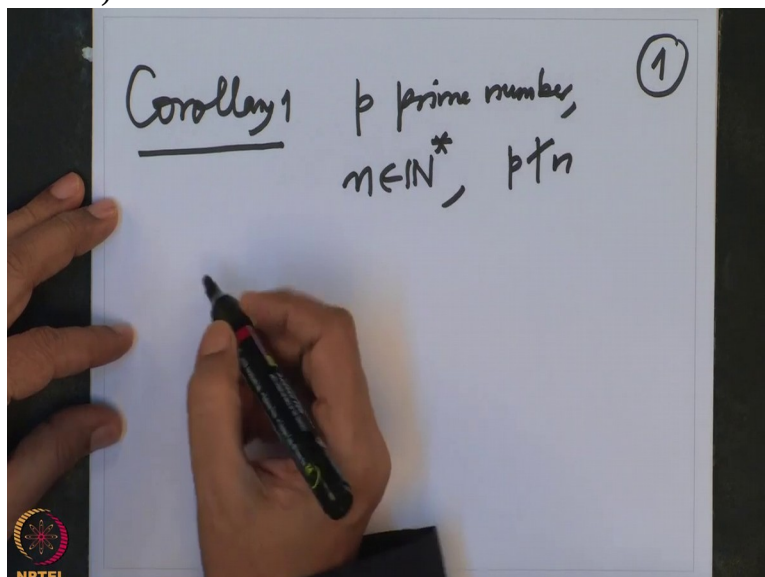 Corollary 1 p prime number, ①
n∈ℕ*, p∤n
NPTEL